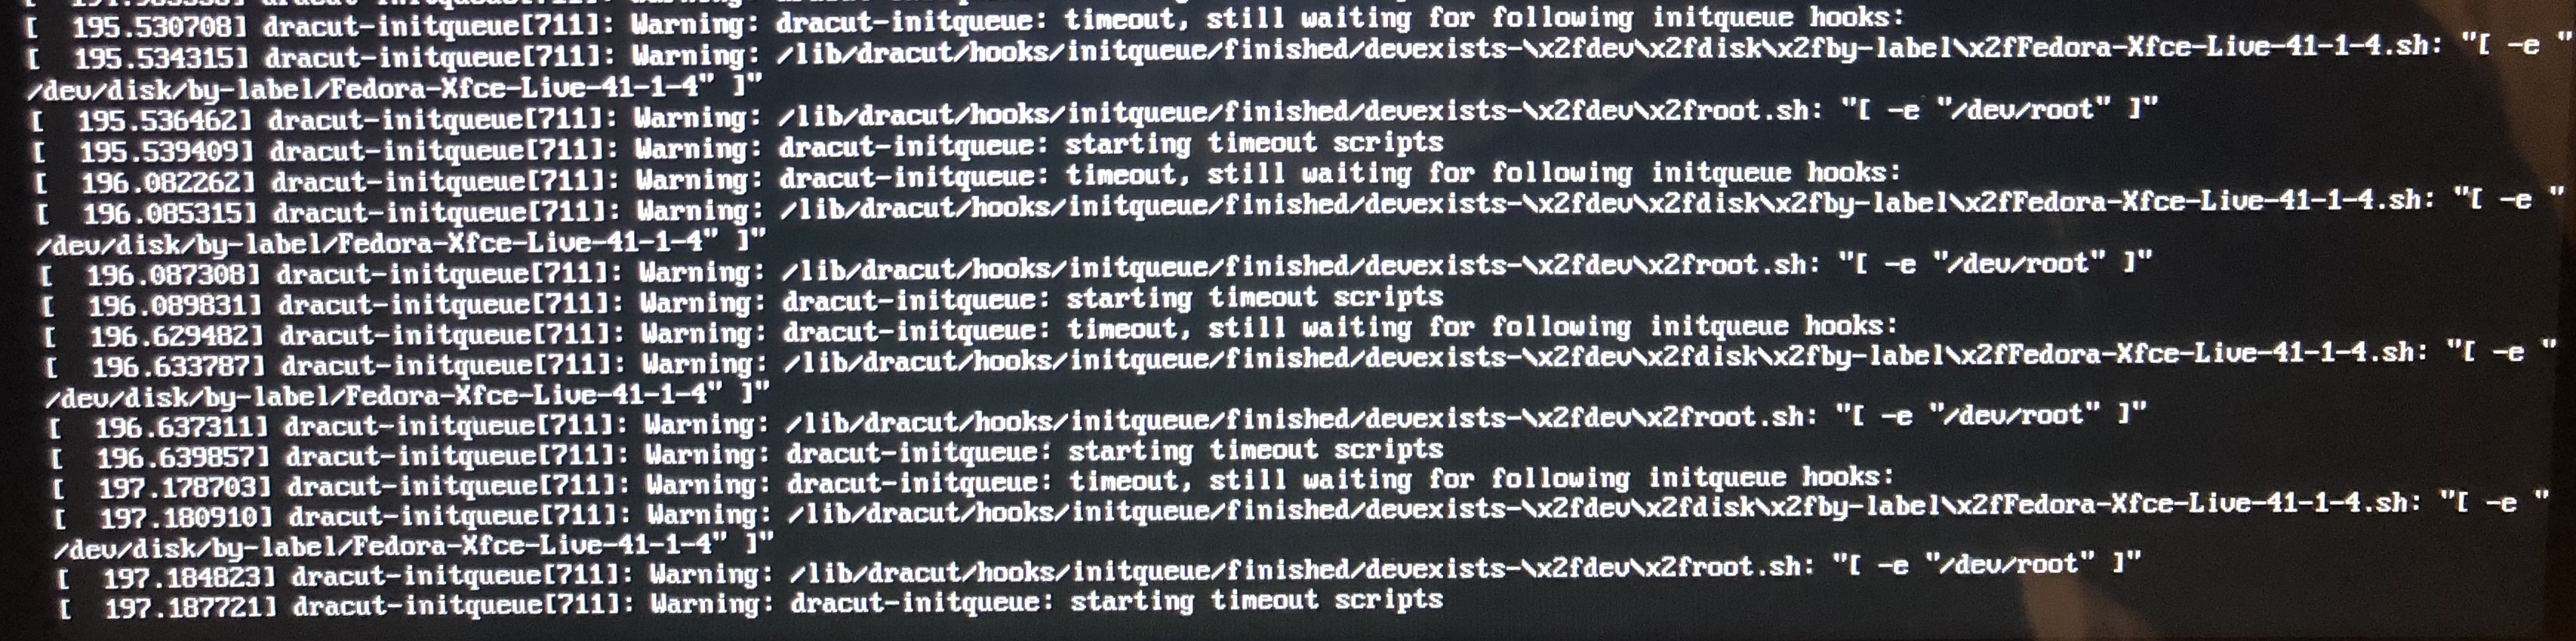 [  195.530708] dracut-initqueue[711]: Warning: dracut-initqueue: timeout, still waiting for following initqueue hooks:
[  195.534315] dracut-initqueue[711]: Warning: /lib/dracut/hooks/initqueue/finished/devexists-\x2fdev\x2fdisk\x2fby-label\x2fFedora-Xfce-Live-41-1-4.sh: "[ -e "
/dev/disk/by-label/Fedora-Xfce-Live-41-1-4" ]"
[  195.536462] dracut-initqueue[711]: Warning: /lib/dracut/hooks/initqueue/finished/devexists-\x2fdev\x2froot.sh: "[ -e "/dev/root" ]"
[  195.539409] dracut-initqueue[711]: Warning: dracut-initqueue: starting timeout scripts
[  196.082262] dracut-initqueue[711]: Warning: dracut-initqueue: timeout, still waiting for following initqueue hooks:
[  196.085315] dracut-initqueue[711]: Warning: /lib/dracut/hooks/initqueue/finished/devexists-\x2fdev\x2fdisk\x2fby-label\x2fFedora-Xfce-Live-41-1-4.sh: "[ -e "
/dev/disk/by-label/Fedora-Xfce-Live-41-1-4" ]"
[  196.087308] dracut-initqueue[711]: Warning: /lib/dracut/hooks/initqueue/finished/devexists-\x2fdev\x2froot.sh: "[ -e "/dev/root" ]"
[  196.089831] dracut-initqueue[711]: Warning: dracut-initqueue: starting timeout scripts
[  196.629482] dracut-initqueue[711]: Warning: dracut-initqueue: timeout, still waiting for following initqueue hooks:
[  196.633787] dracut-initqueue[711]: Warning: /lib/dracut/hooks/initqueue/finished/devexists-\x2fdev\x2fdisk\x2fby-label\x2fFedora-Xfce-Live-41-1-4.sh: "[ -e "
/dev/disk/by-label/Fedora-Xfce-Live-41-1-4" ]"
[  196.637311] dracut-initqueue[711]: Warning: /lib/dracut/hooks/initqueue/finished/devexists-\x2fdev\x2froot.sh: "[ -e "/dev/root" ]"
[  196.639857] dracut-initqueue[711]: Warning: dracut-initqueue: starting timeout scripts
[  197.178703] dracut-initqueue[711]: Warning: dracut-initqueue: timeout, still waiting for following initqueue hooks:
[  197.180910] dracut-initqueue[711]: Warning: /lib/dracut/hooks/initqueue/finished/devexists-\x2fdev\x2fdisk\x2fby-label\x2fFedora-Xfce-Live-41-1-4.sh: "[ -e "
/dev/disk/by-label/Fedora-Xfce-Live-41-1-4" ]"
[  197.184823] dracut-initqueue[711]: Warning: /lib/dracut/hooks/initqueue/finished/devexists-\x2fdev\x2froot.sh: "[ -e "/dev/root" ]"
[  197.187721] dracut-initqueue[711]: Warning: dracut-initqueue: starting timeout scripts